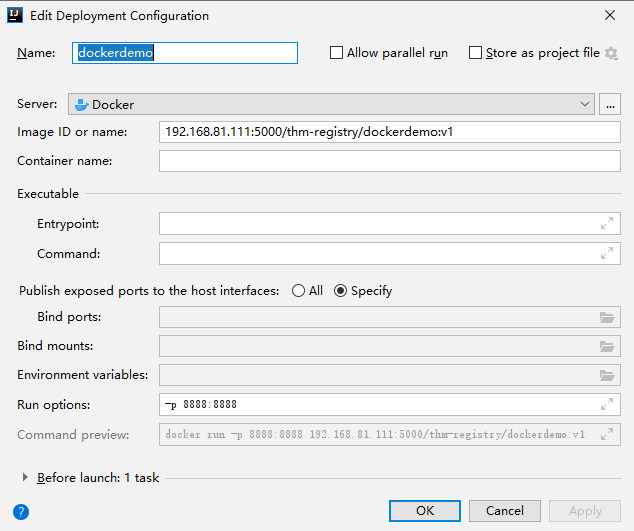 IJ Edit Deployment Configuration
Name: dockerdemo Allow parallel run Store as project file
Server: Docker ...
Image ID or name: 192.168.81.111:5000/thm-registry/dockerdemo:v1
Container name:
Executable
Entrypoint:
Command:
Publish exposed ports to the host interfaces: All Specify
Bind ports:
Bind mounts:
Environment variables:
Run options: -p 8888:8888
Command preview: docker run -p 8888:8888 192.168.81.111:5000/thm-registry/dockerdemo:v1
Before launch: 1 task
? OK Cancel Apply